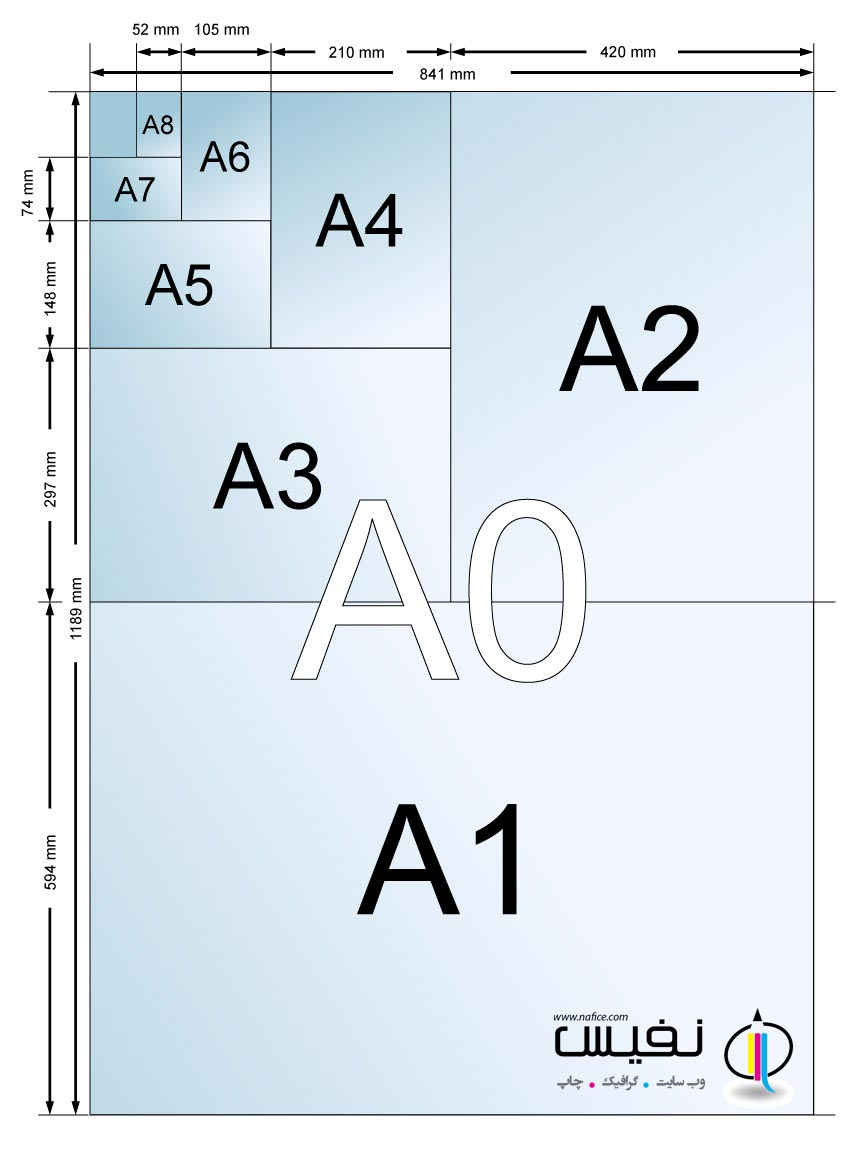 52 mm 105 mm
210 mm 420 mm
841 mm
A8
A6
A7
74 mm
A4
A5
148 mm
A2
A3
297 mm
A0
1189 mm
A1
594 mm
www.nafice.com
نفیس
وب سایت . گرافیک . چاپ